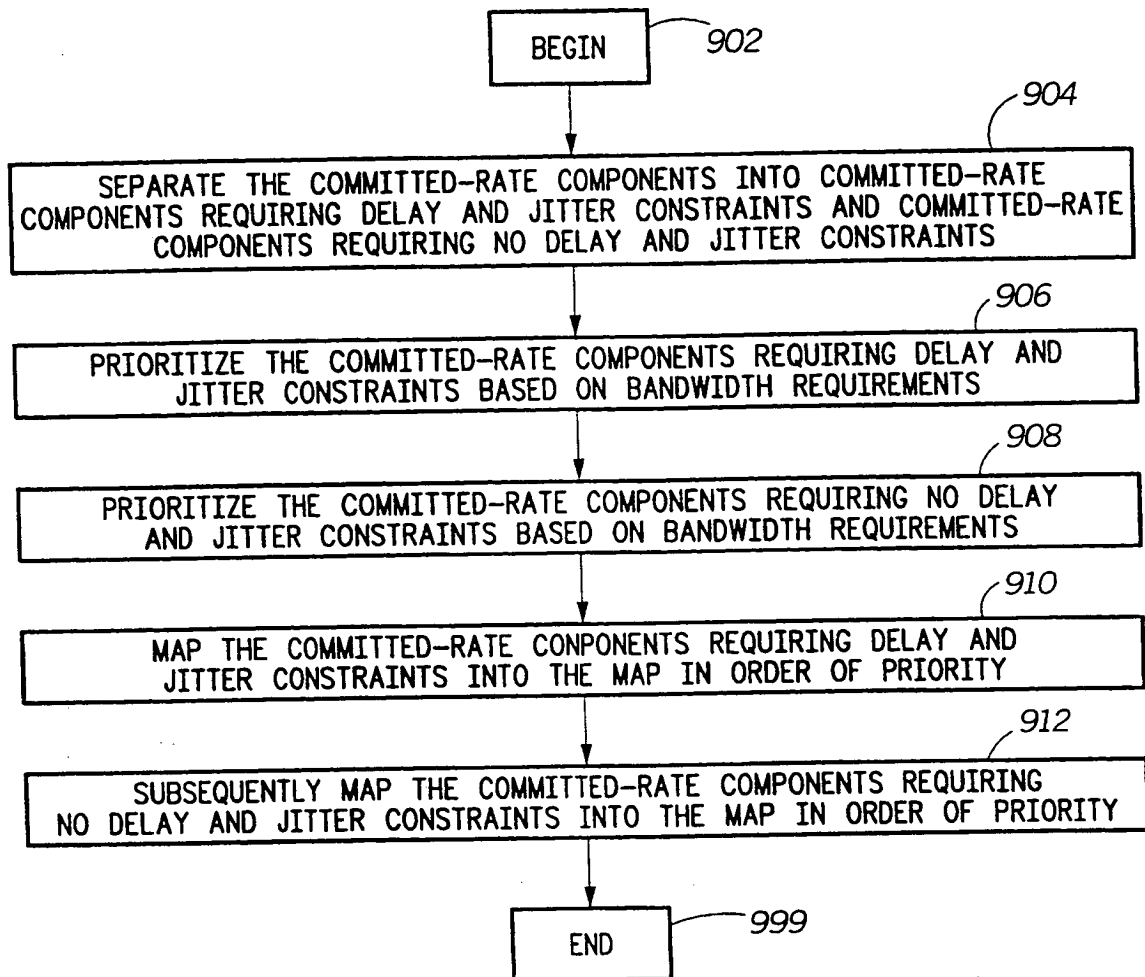 BEGIN
902
904
SEPARATE THE COMMITTED-RATE COMPONENTS INTO COMMITTED-RATE
COMPONENTS REQUIRING DELAY AND JITTER CONSTRAINTS AND COMMITTED-RATE
COMPONENTS REQUIRING NO DELAY AND JITTER CONSTRAINTS
906
PRIORITIZE THE COMMITTED-RATE COMPONENTS REQUIRING DELAY AND
JITTER CONSTRAINTS BASED ON BANDWIDTH REQUIREMENTS
908
PRIORITIZE THE COMMITTED-RATE COMPONENTS REQUIRING NO DELAY
AND JITTER CONSTRAINTS BASED ON BANDWIDTH REQUIREMENTS
910
MAP THE COMMITTED-RATE CONPONENTS REQUIRING DELAY AND
JITTER CONSTRAINTS INTO THE MAP IN ORDER OF PRIORITY
912
SUBSEQUENTLY MAP THE COMMITTED-RATE COMPONENTS REQUIRING
NO DELAY AND JITTER CONSTRAINTS INTO THE MAP IN ORDER OF PRIORITY
END
999